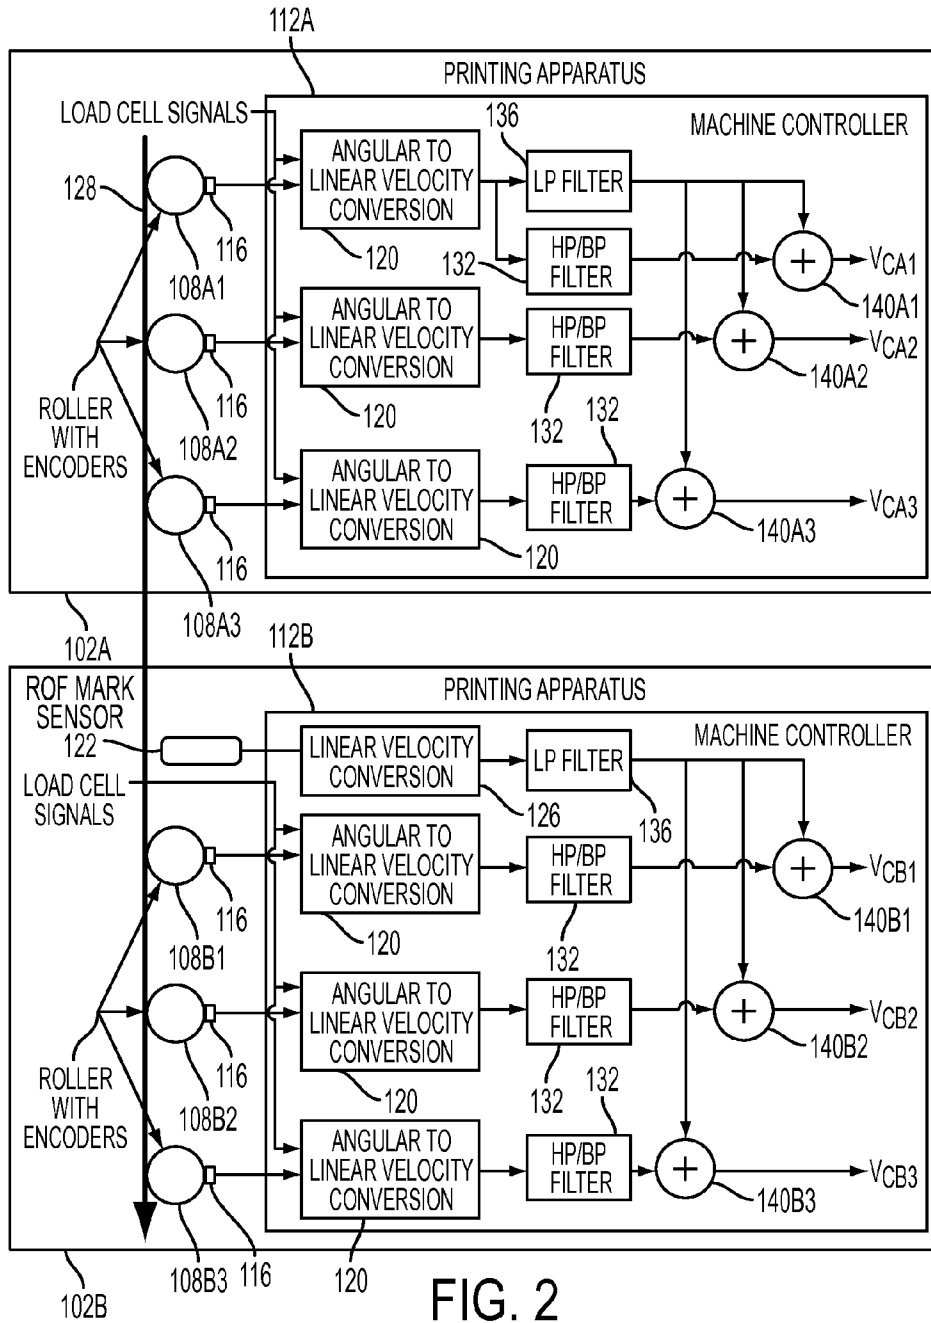 112A
PRINTING APPARATUS
LOAD CELL SIGNALS
136
MACHINE CONTROLLER
ANGULAR TO
LINEAR VELOCITY
CONVERSION
LP FILTER
128
116
120
132
HP/BP
FILTER
VCA1
108A1
140A1
ANGULAR TO
LINEAR VELOCITY
CONVERSION
HP/BP
FILTER
VCA2
ROLLER
WITH
ENCODERS
116
108A2
120
132
132
140A2
ANGULAR TO
LINEAR VELOCITY
CONVERSION
HP/BP
FILTER
VCA3
116
120
140A3
108A3
102A
112B
ROF MARK
SENSOR
122
PRINTING APPARATUS
MACHINE CONTROLLER
LINEAR VELOCITY
CONVERSION
LP FILTER
LOAD CELL
SIGNALS
126
136
ANGULAR TO
LINEAR VELOCITY
CONVERSION
HP/BP
FILTER
VCB1
116
108B1
120
132
140B1
ANGULAR TO
LINEAR VELOCITY
CONVERSION
HP/BP
FILTER
VCB2
ROLLER
WITH
ENCODERS
116
108B2
120
132
132
140B2
ANGULAR TO
LINEAR VELOCITY
CONVERSION
HP/BP
FILTER
VCB3
140B3
108B3
116
120
102B
FIG. 2